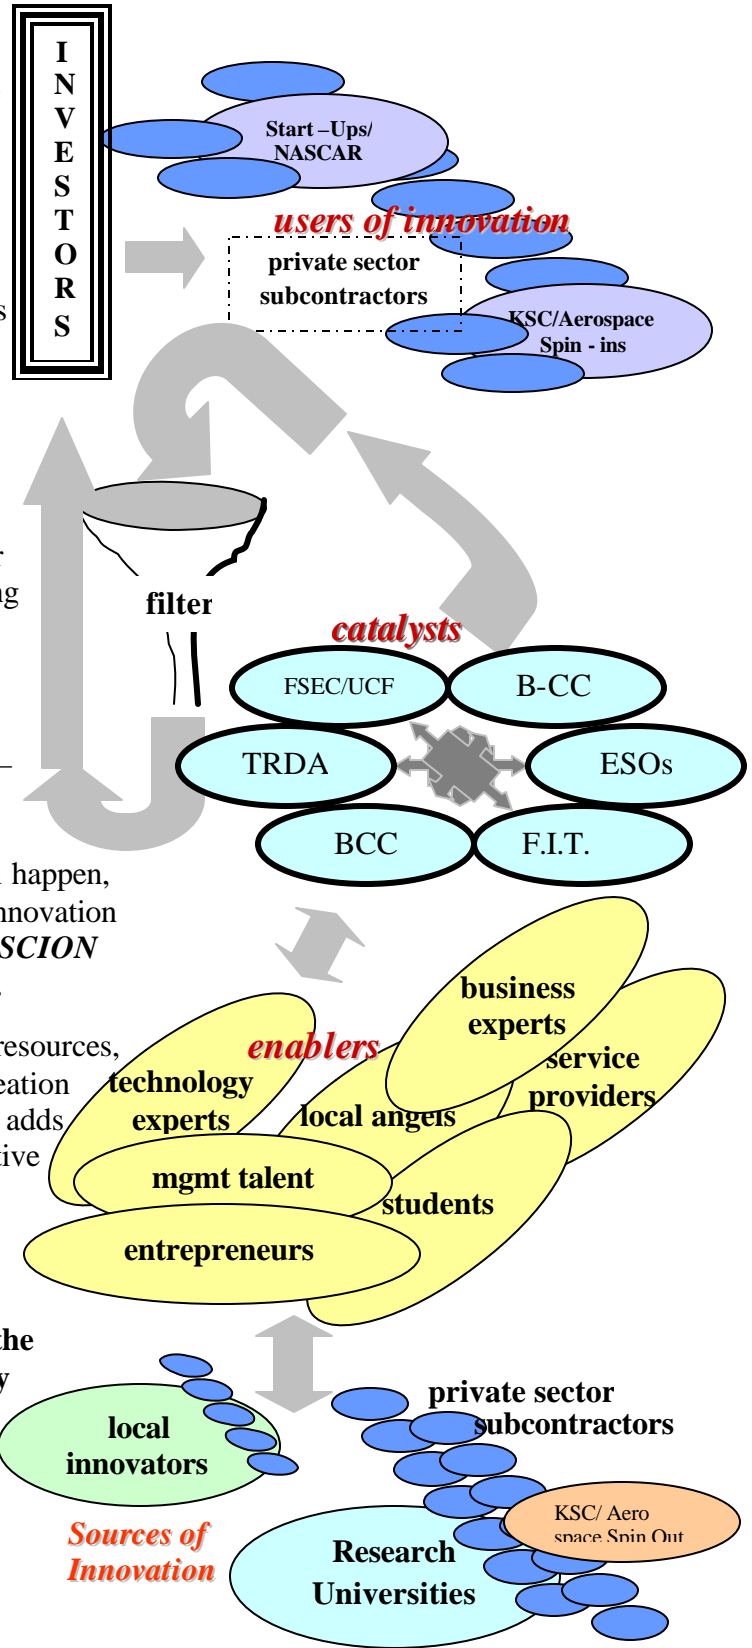 I
N
V
E
S
T
O
R
S
Start –Ups/
NASCAR
users of innovation
private sector
subcontractors
KSC/Aerospace
Spin - ins
s
r
ng
filter
catalysts
FSEC/UCF
B-CC
TRDA
ESOs
BCC
F.I.T.
–
happen,
nnovation
SCION
.
resources,
eation
adds
tive
enablers
business
experts
service
providers
technology
experts
local angels
mgmt talent
students
entrepreneurs
the
y
local
innovators
private sector
subcontractors
KSC/ Aero
space Spin Out
Sources of
Innovation
Research
Universities